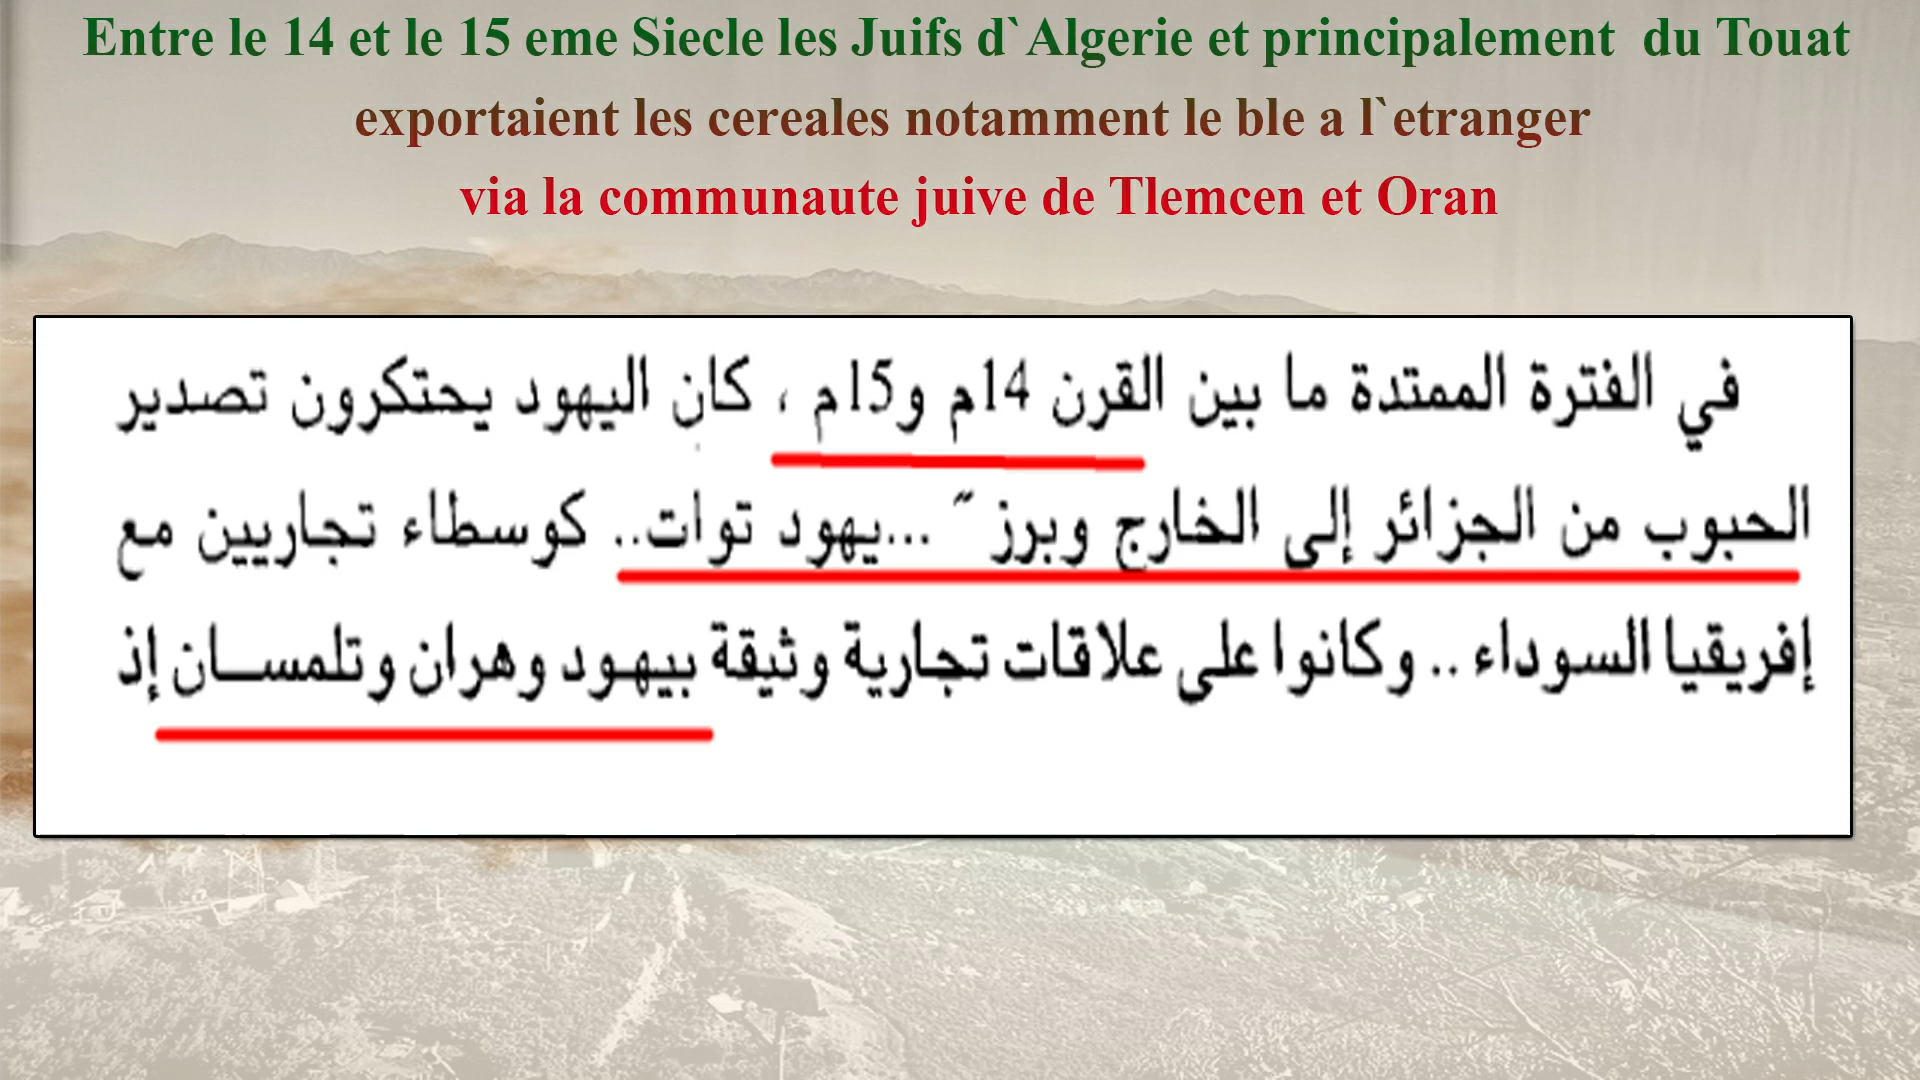 Entre le 14 et le 15 eme Siecle les Juifs d`Algerie et principalement du Touat
exportaient les cereales notamment le ble a l`etranger
via la communaute juive de Tlemcen et Oran
في الفترة الممتدة ما بين القرن 14م و15م ، كان اليهود يحتكرون تصدير
الحبوب من الجزائر إلى الخارج وبرز ˝ ...يهود توات.. كوسطاء تجاريين مع
إفريقيا السوداء .. وكانوا على علاقات تجارية وثيقة بيهود وهران وتلمسان إذ